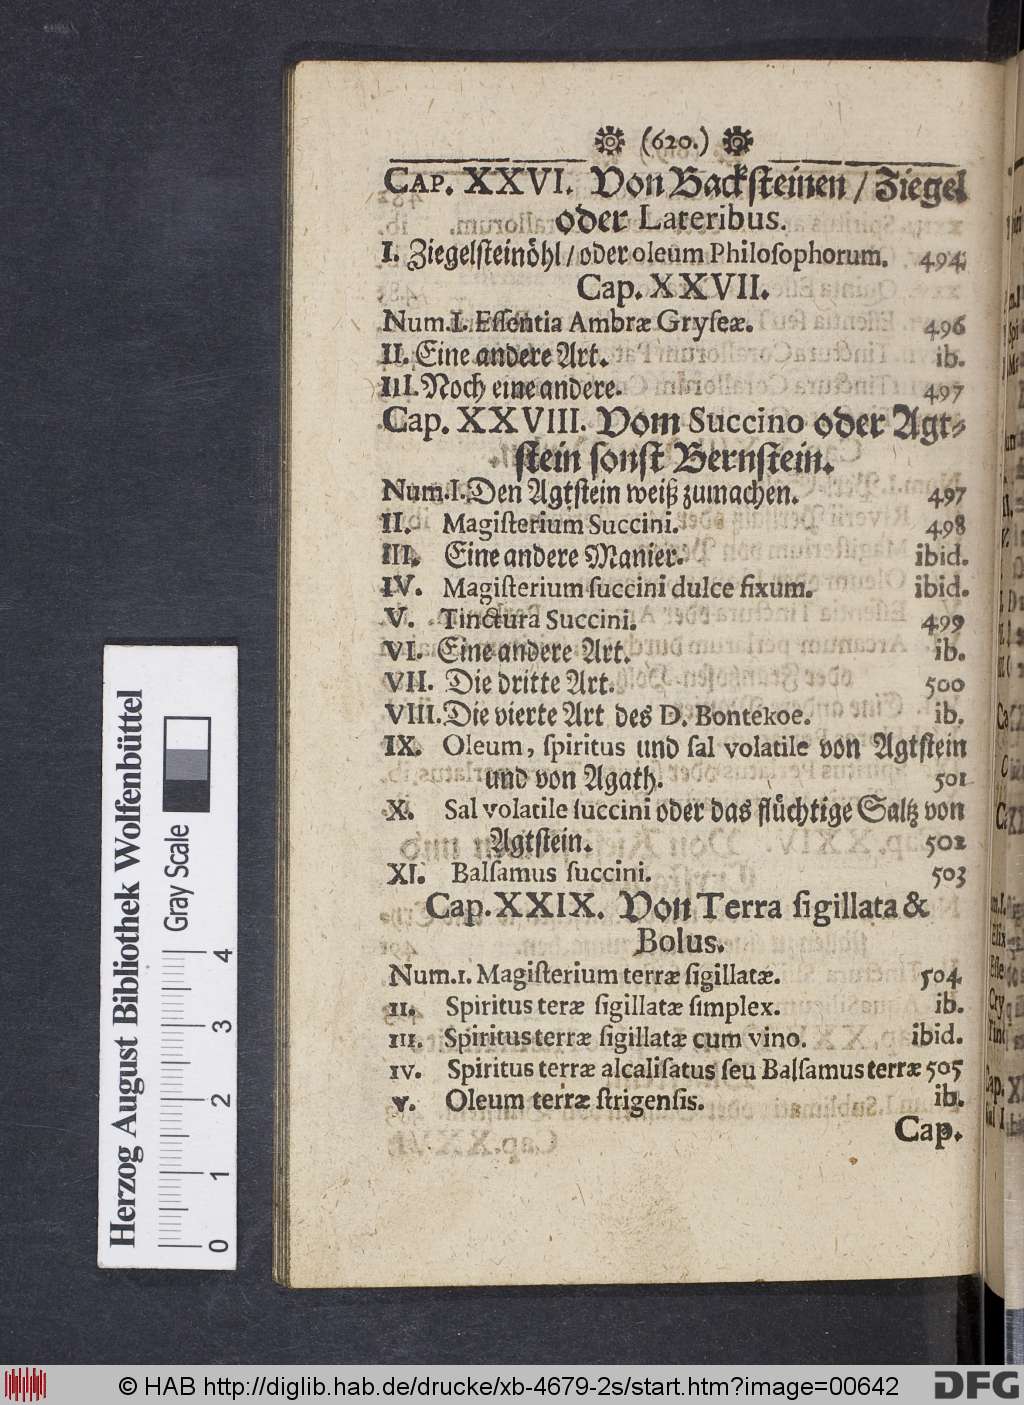 (620.)
CAP. XXVI. Von Backſteinen / Ziegel
oder Lateribus.
I. Ziegelſteinöhl / oder oleum Philoſophorum. 494
Cap. XXVII.
Num. I. Eſſentia Ambræ Gryſeæ. 496
II. Eine andere Art. ib.
III. Noch eine andere. 497
Cap. XXVIII. Vom Succino oder Agt-
ſtein ſonſt Bernſtein.
Num. I. Den Agtſtein weiß zumachen. 497
II. Magiſterium Succini. 498
III. Eine andere Manier. ibid.
IV. Magiſterium ſuccini dulce fixum. ibid.
V. Tinctura Succini. 499
VI. Eine andere Art. ib.
VII. Die dritte Art. 500
VIII. Die vierte Art des D. Bontekoe. ib.
IX. Oleum, ſpiritus und ſal volatile von Agtſtein
und von Agath. 501
X. Sal volatile ſuccini oder das flüchtige Saltz von
Agtſtein. 502
XI. Balſamus ſuccini. 503
Cap. XXIX. Von Terra ſigillata &
Bolus.
Num. I. Magiſterium terræ ſigillatæ. 504
II. Spiritus teræ ſigillatæ ſimplex. ib.
III. Spiritus terræ ſigillatæ cum vino. ibid.
IV. Spiritus terræ alcaliſatus ſeu Balſamus terræ 505
V. Oleum terræ ſtrigenſis. ib.
Cap.
Herzog August Bibliothek Wolfenbüttel
Gray Scale
0 1 2 3 4
© HAB http://diglib.hab.de/drucke/xb-4679-2s/start.htm?image=00642
DFG